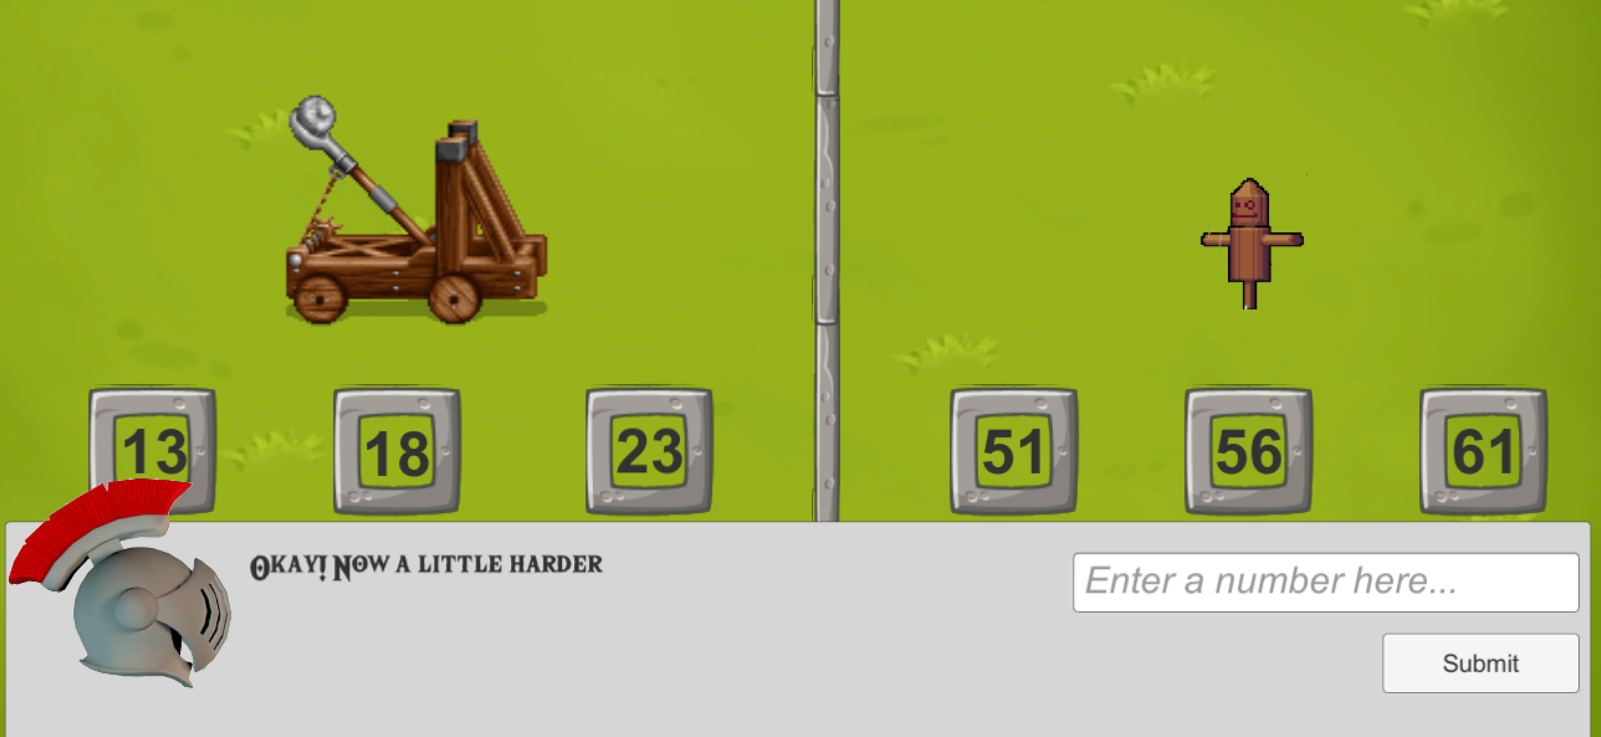 13 18 23 51 56 61
Okay! Now a little harder
Enter a number here...
Submit